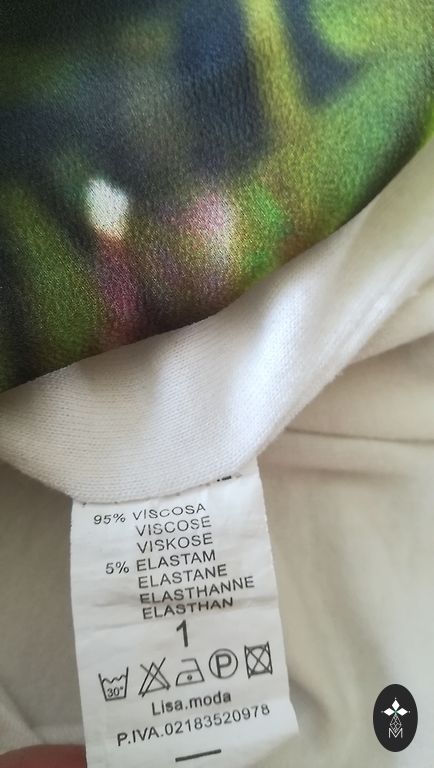 95% VISCOSA
VISCOSE
VISKOSE
5% ELASTAM
ELASTANE
ELASTHANNE
ELASTHAN
1
30°
P
Lisa.moda
P.IVA.02183520978